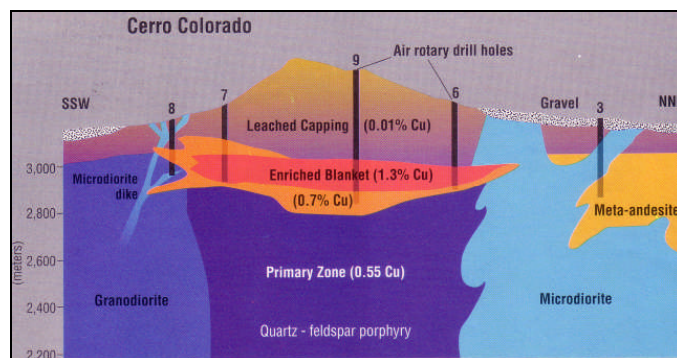 Cerro Colorado
Air rotary drill holes
9
SSW
8
7
6
Gravel
3
NN
Leached Capping (0.01% Cu)
3,000
Enriched Blanket (1.3% Cu)
Microdiorite
dike
(0.7% Cu)
2,800
Meta-andesite
(meters)
2,600
Primary Zone (0.55 Cu)
Granodiorite
Microdiorite
2,400
Quartz - feldspar porphyry
2,200